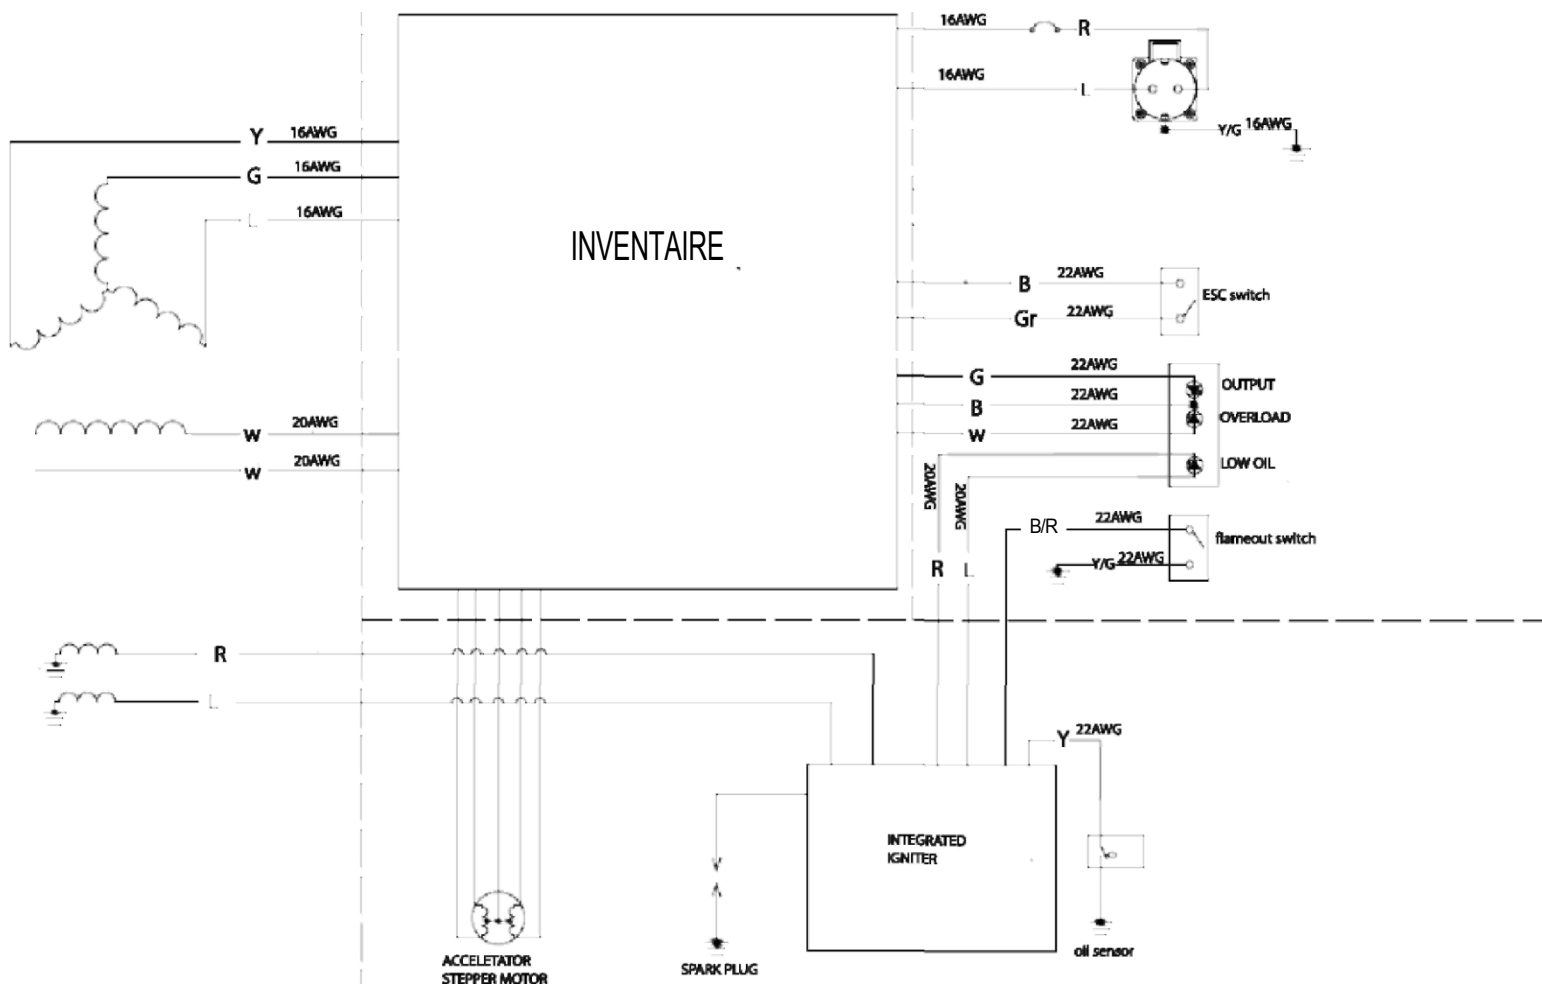 16AWG
R
16AWG
L
Y/G 16AWG
Y 16AWG
G 16AWG
L 16AWG
INVENTAIRE
B 22AWG
ESC switch
Gr 22AWG
G 22AWG
OUTPUT
B 22AWG
OVERLOAD
W 22AWG
LOW OIL
W 20AWG
W 20AWG
20AWG
20AWG
R
L
B/R 22AWG
flameout switch
Y/G 22AWG
R
L
Y 22AWG
INTEGRATED
IGNITER
oil sensor
ACCELETATOR
STEPPER MOTOR
SPARK PLUG